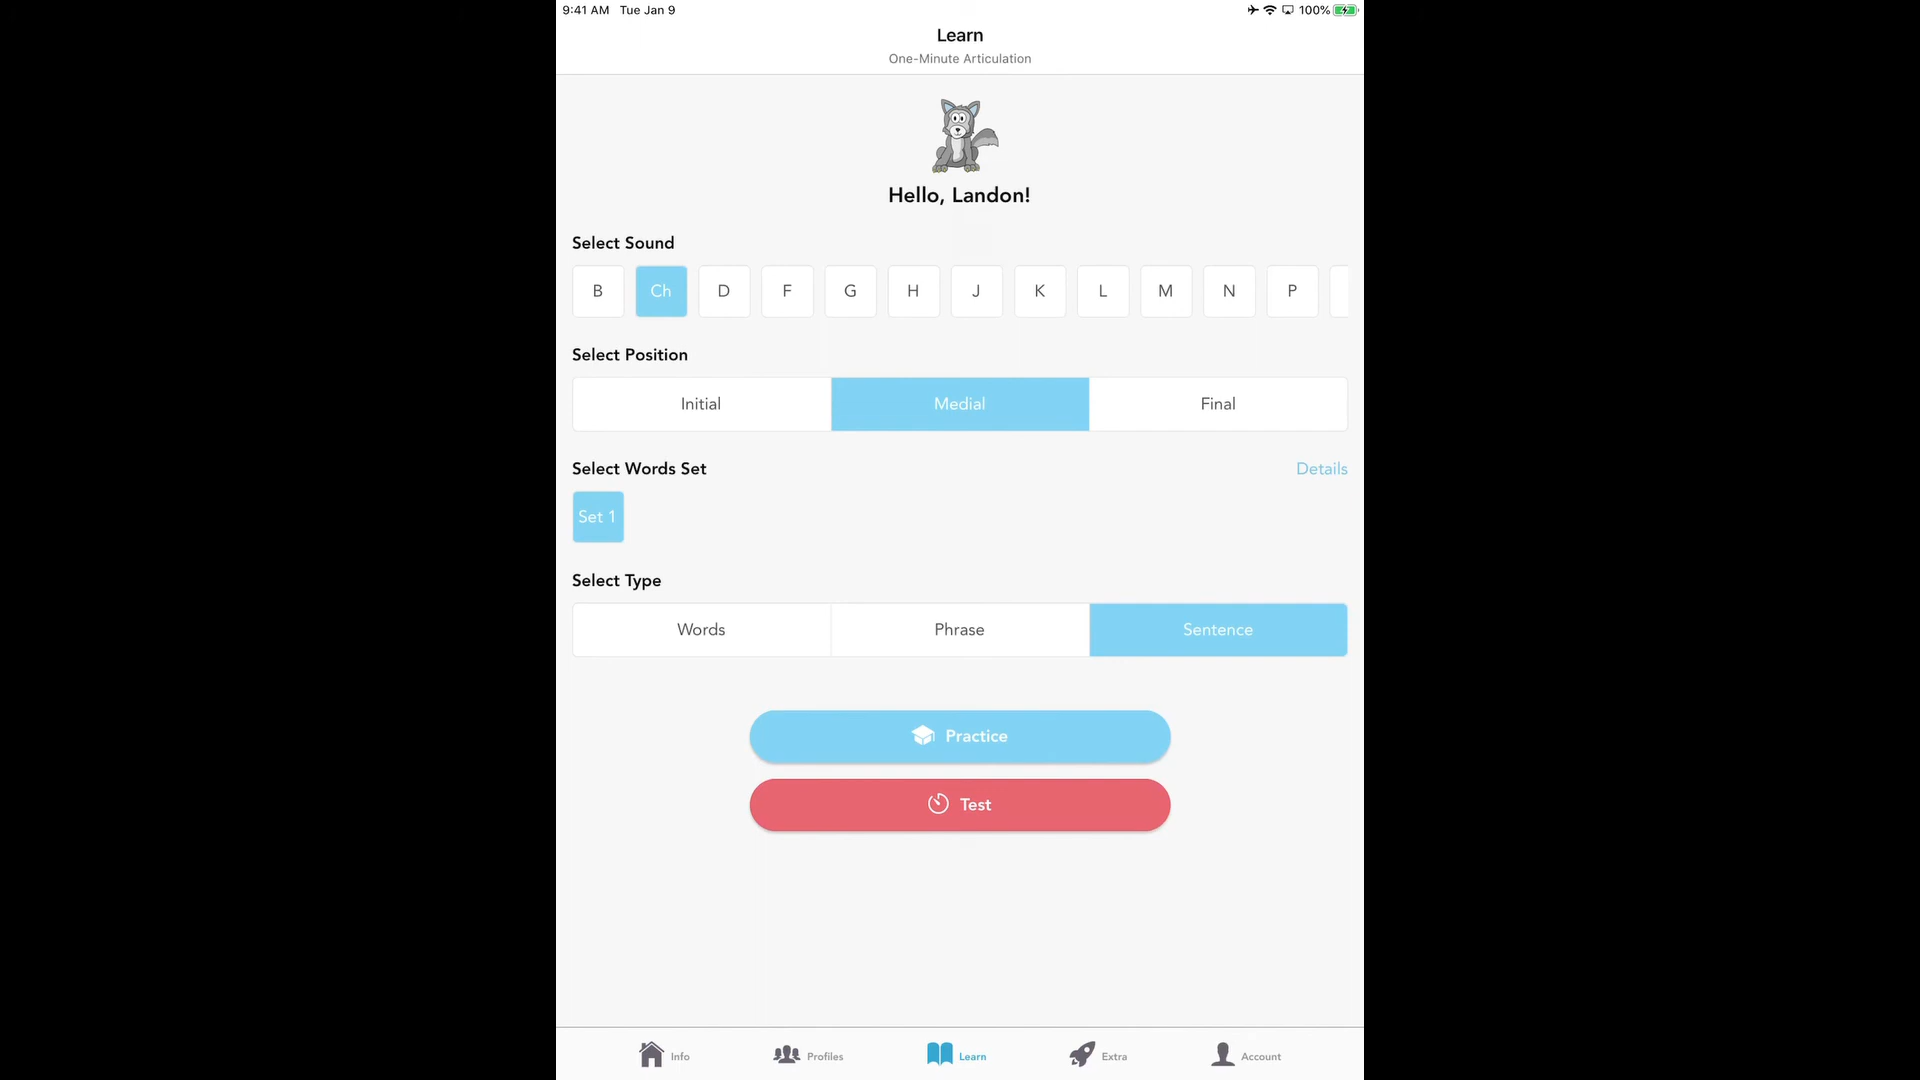 9:41 AM Tue Jan 9 100%
Learn
One-Minute Articulation
Hello, Landon!
Select Sound
B Ch D F G H J K L M N P
Select Position
Initial Medial Final
Select Words Set Details
Set 1
Select Type
Words Phrase Sentence
Practice
Test
Info Profiles Learn Extra Account